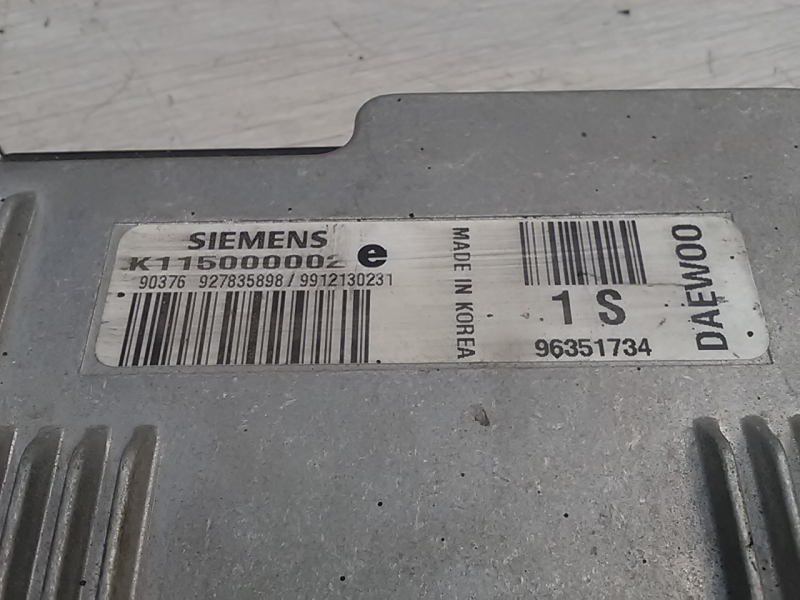 SIEMENS
K115000002 e
90376 927835898 / 9912130231
MADE IN KOREA
1 S
96351734
DAEWOO